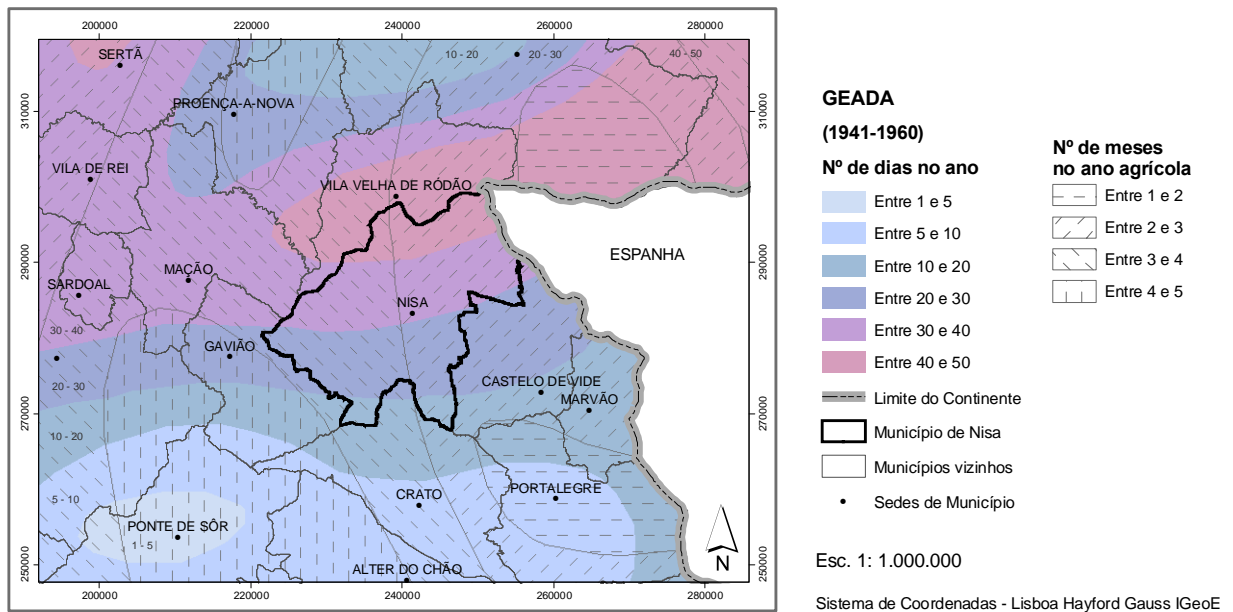 200000 220000 240000 260000 280000
SERTÃ
10 - 20
20 - 30
40 - 50
PROENÇA-A-NOVA
310000
310000
VILA DE REI
VILA VELHA DE RÓDÃO
ESPANHA
290000
290000
MAÇÃO
SARDOAL
NISA
30 - 40
GAVIÃO
20 - 30
CASTELO DE VIDE
MARVÃO
270000
270000
10 - 20
5 - 10
CRATO
PORTALEGRE
PONTE DE SÔR
1 - 5
ALTER DO CHÃO
N
250000
250000
200000 220000 240000 260000 280000
GEADA
(1941-1960)
Nº de dias no ano
Entre 1 e 5
Entre 5 e 10
Entre 10 e 20
Entre 20 e 30
Entre 30 e 40
Entre 40 e 50
Limite do Continente
Município de Nisa
Municípios vizinhos
Sedes de Município
Nº de meses
no ano agrícola
Entre 1 e 2
Entre 2 e 3
Entre 3 e 4
Entre 4 e 5
Esc. 1: 1.000.000
Sistema de Coordenadas - Lisboa Hayford Gauss IGeoE